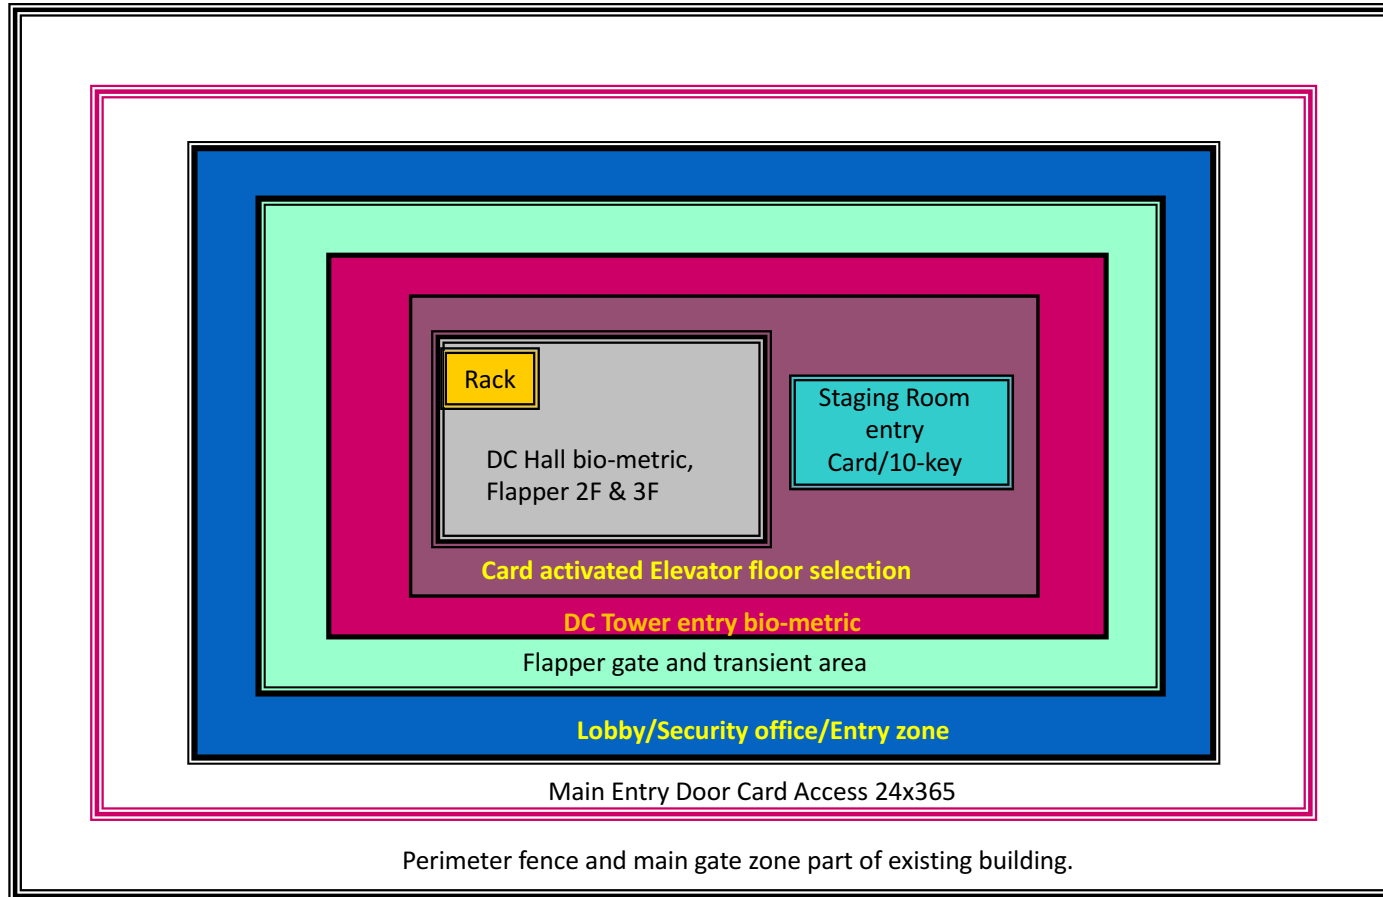 Rack
Staging Room
entry
Card/10-key
DC Hall bio-metric,
Flapper 2F & 3F
Card activated Elevator floor selection
DC Tower entry bio-metric
Flapper gate and transient area
Lobby/Security office/Entry zone
Main Entry Door Card Access 24x365
Perimeter fence and main gate zone part of existing building.